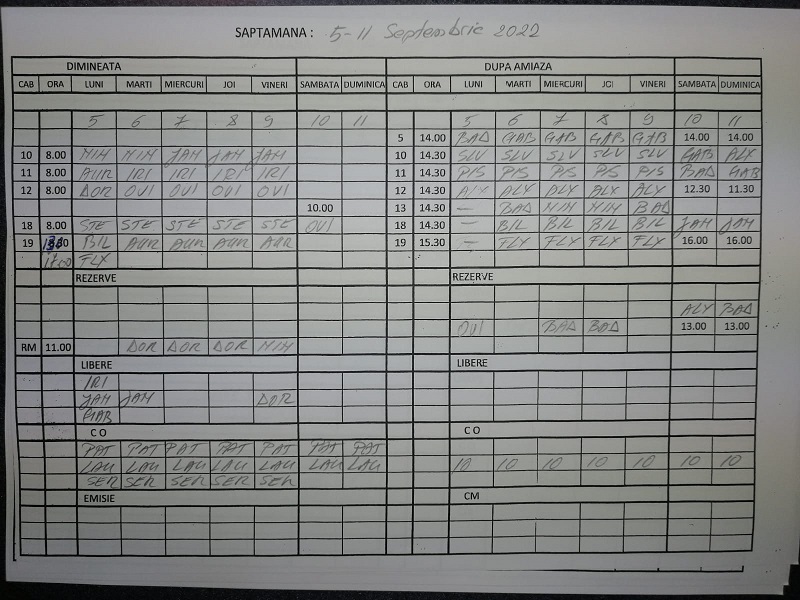 SAPTAMANA : 5-11 Septembrie 2022
DIMINEATA DUPA AMIAZA
CAB ORA LUNI MARTI MIERCURI JOI VINERI SAMBATA DUMINICA CAB ORA LUNI MARTI MIERCURI JOI VINERI SAMBATA DUMINICA
5 6 7 8 9 10 11 5 6 7 8 9 10 11
5 14.00 BAD GAB GAB GAB GAB 14.00 14.00
10 8.00 MIH MIH JAH JAH JAH 10 14.30 SLV SLV SLV SLV SLV GAB ALY
11 8.00 AUR IRI IRI IRI IRI 11 14.30 PIS PIS PIS PIS PIS BAD GAB
12 8.00 DOR OVI OVI OVI OVI 12 14.30 ALY ALY ALY ALY ALY 12.30 11.30
10.00 13 14.30 — BAD MIH MIH BAD
18 8.00 STE STE STE STE STE OVI 18 14.30 — BIL BIL BIL BIL JAH JAH
19 BIL AUR AUR AUR AUR 19 15.30 — FLY FLY FLY FLY 16.00 16.00
17.00 FLY
REZERVE REZERVE
ALY BAD
OVI BAD BAD 13.00 13.00
RM 11.00 DOR DOR DOR MIH
LIBERE LIBERE
IRI
JAH JAH DOR
GAB
C O C O
PAT PAT PAT PAT PAT PAT PAT
LAU LAU LAU LAU LAU LAU LAU 10 10 10 10 10 10 10
SER SER SER SER SER
EMISIE CM